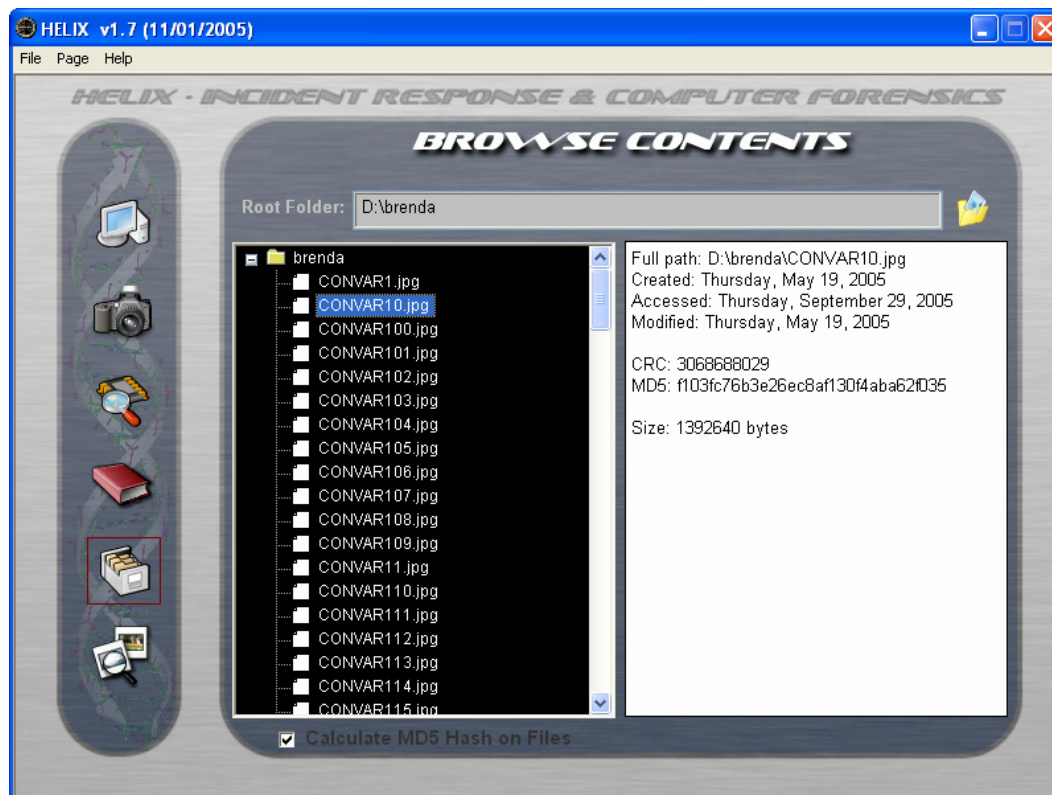 HELIX v1.7 (11/01/2005)
File Page Help
HELIX - INCIDENT RESPONSE & COMPUTER FORENSICS
BROWSE CONTENTS
Root Folder: D:\brenda
brenda
CONVAR1.jpg
CONVAR10.jpg
CONVAR100.jpg
CONVAR101.jpg
CONVAR102.jpg
CONVAR103.jpg
CONVAR104.jpg
CONVAR105.jpg
CONVAR106.jpg
CONVAR107.jpg
CONVAR108.jpg
CONVAR109.jpg
CONVAR11.jpg
CONVAR110.jpg
CONVAR111.jpg
CONVAR112.jpg
CONVAR113.jpg
CONVAR114.jpg
CONVAR115.jpg
Full path: D:\brenda\CONVAR10.jpg
Created: Thursday, May 19, 2005
Accessed: Thursday, September 29, 2005
Modified: Thursday, May 19, 2005
CRC: 3068688029
MD5: f103fc76b3e26ec8af130f4aba62f035
Size: 1392640 bytes
Calculate MD5 Hash on Files